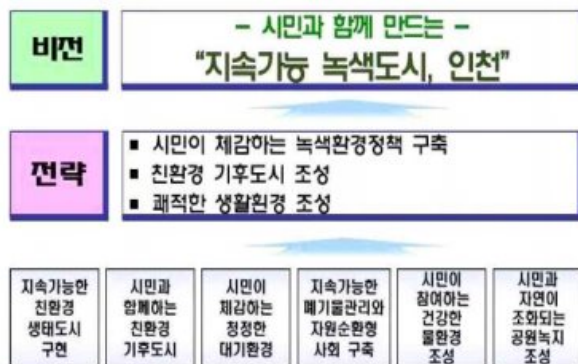 비전
- 시민과 함께 만드는 -
“지속가능 녹색도시, 인천”
전략
▪ 시민이 체감하는 녹색환경정책 구축
▪ 친환경 기후도시 조성
▪ 쾌적한 생활환경 조성
지속가능한
친환경
생태도시
구현
시민과
함께하는
친환경
기후도시
시민이
체감하는
청정한
대기환경
지속가능한
폐기물관리와
자원순환형
사회 구축
시민이
참여하는
건강한
물환경
조성
시민과
자연이
조화되는
공원녹지
조성